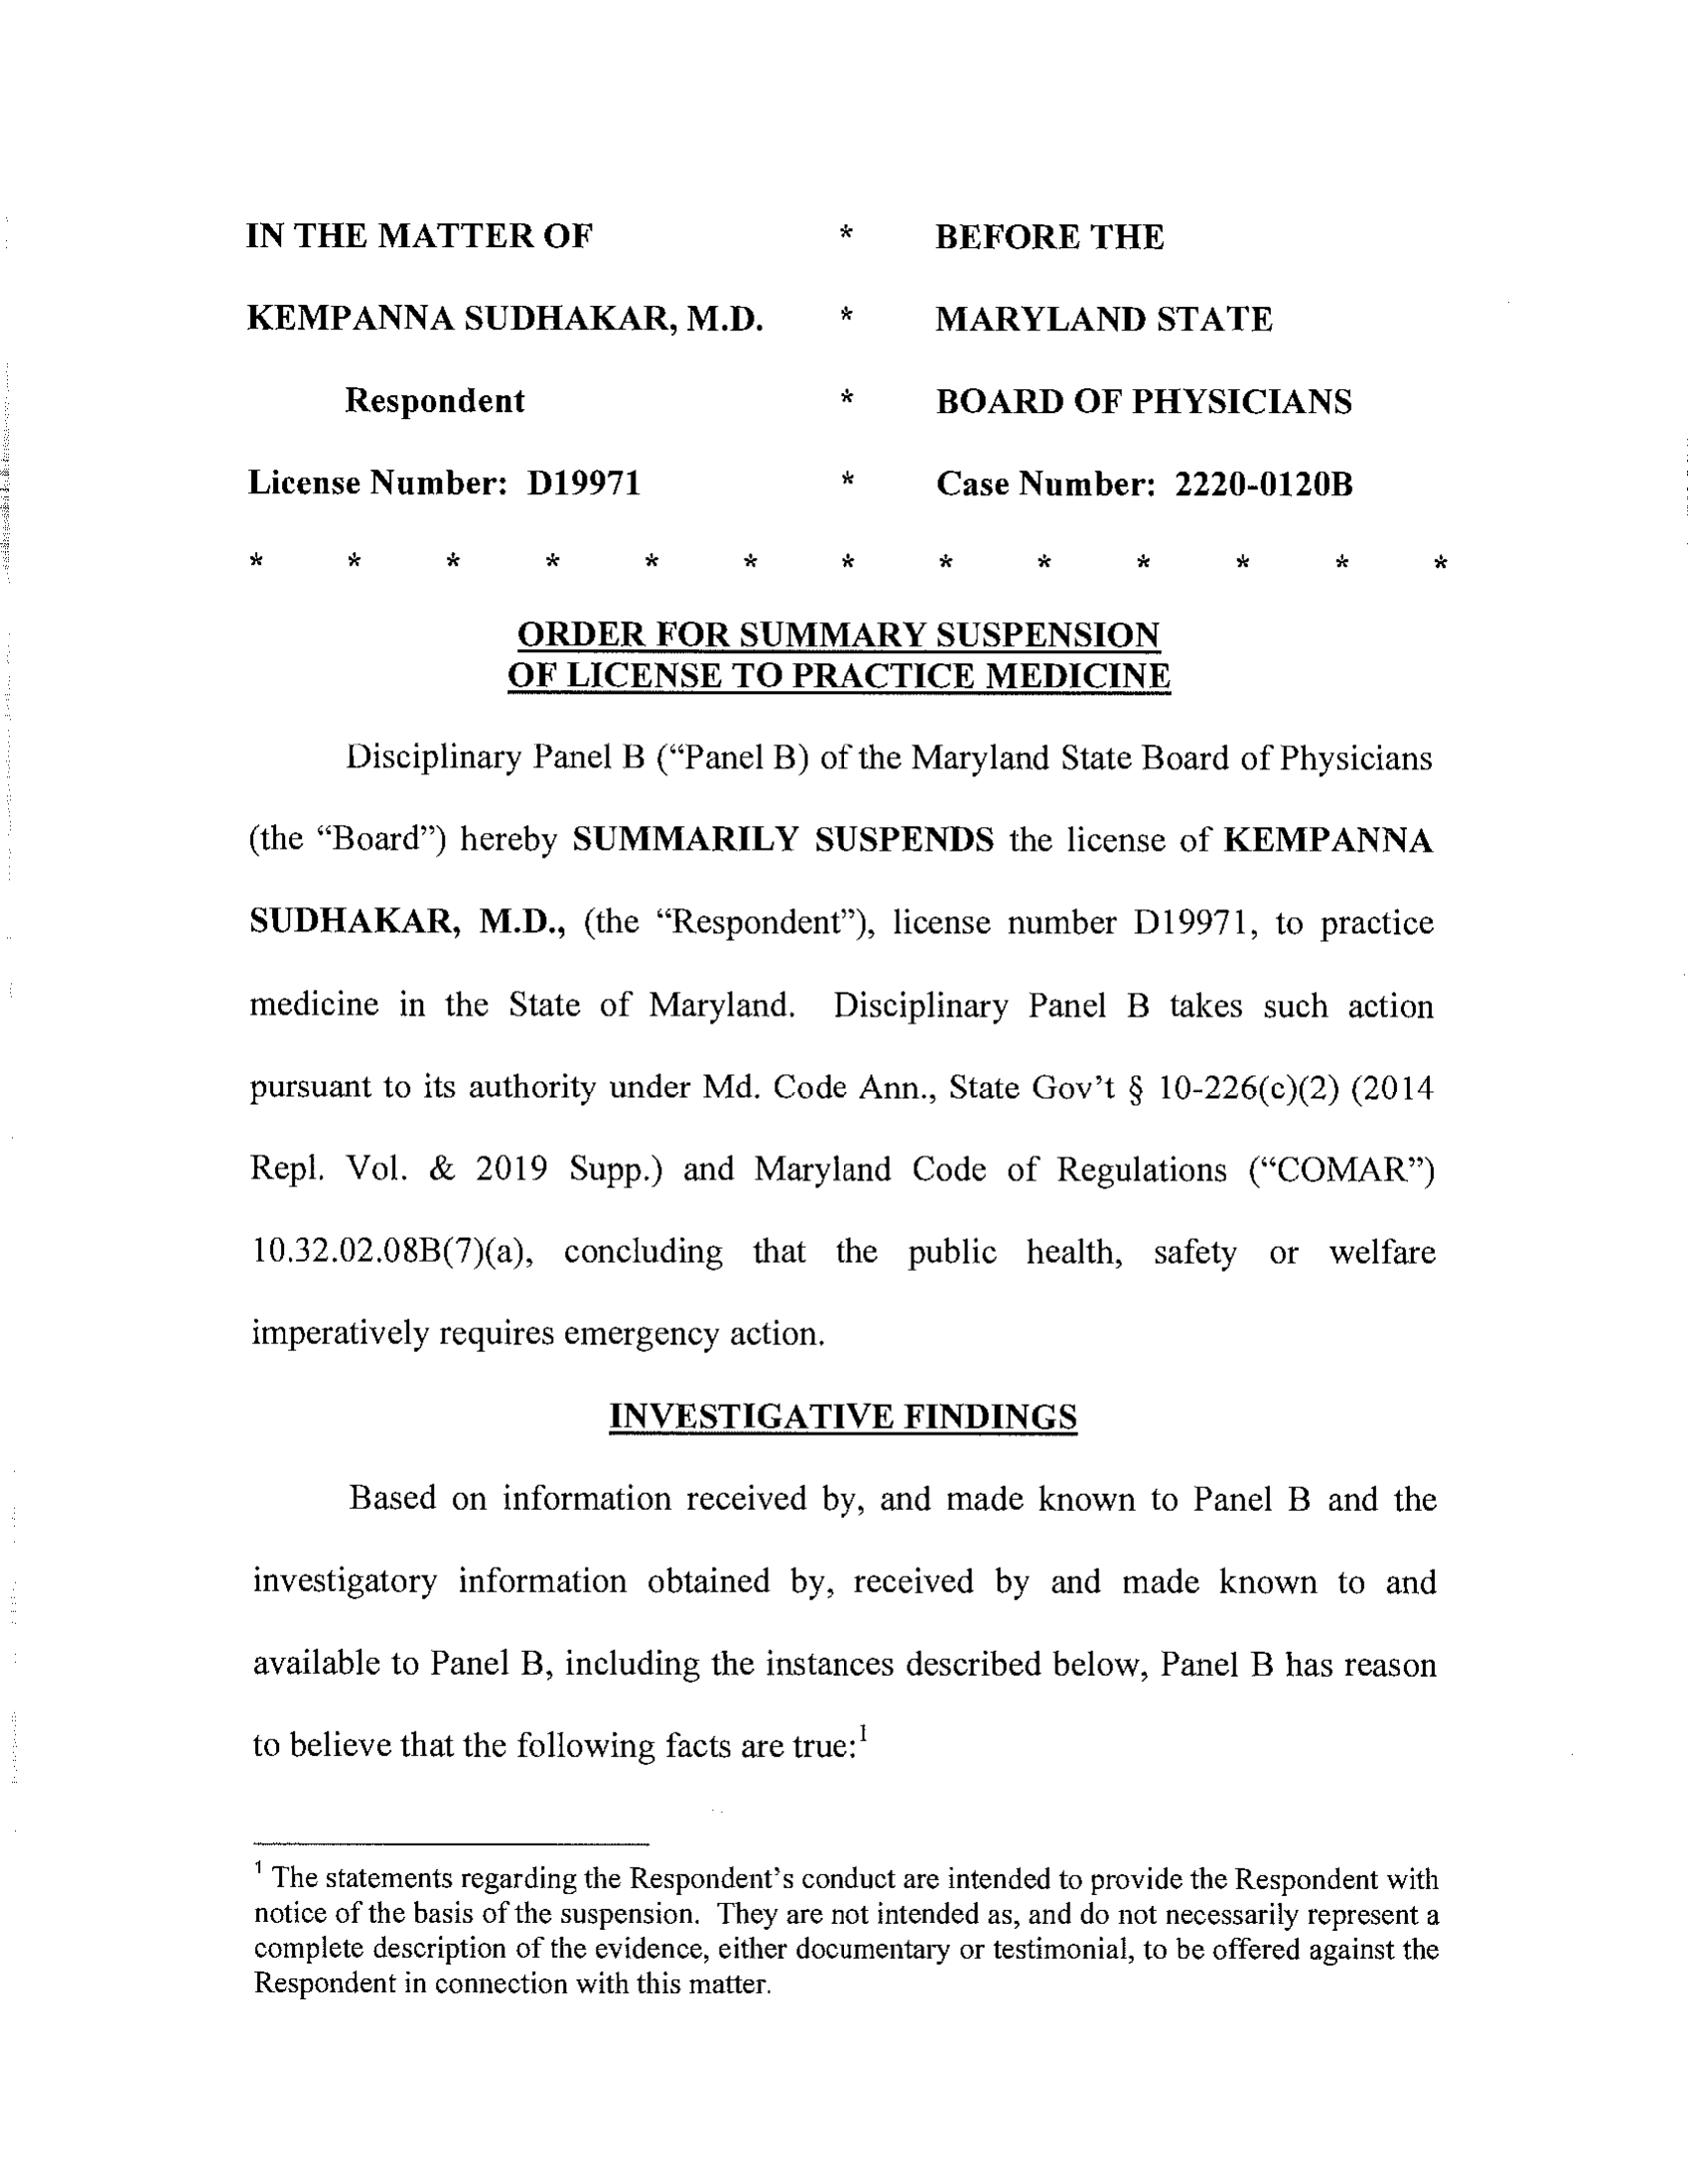 IN THE MATTER OF * BEFORE THE
KEMPANNA SUDHAKAR, M.D. * MARYLAND STATE
Respondent * BOARD OF PHYSICIANS
License Number: D19971 * Case Number: 2220-0120B
* * * * * * * * * * * * *
ORDER FOR SUMMARY SUSPENSION
OF LICENSE TO PRACTICE MEDICINE
Disciplinary Panel B (“Panel B) of the Maryland State Board of Physicians
(the “Board”) hereby SUMMARILY SUSPENDS the license of KEMPANNA
SUDHAKAR, M.D., (the “Respondent”), license number D19971, to practice
medicine in the State of Maryland. Disciplinary Panel B takes such action
pursuant to its authority under Md. Code Ann., State Gov’t § 10-226(c)(2) (2014
Repl. Vol. & 2019 Supp.) and Maryland Code of Regulations (“COMAR”)
10.32.02.08B(7)(a), concluding that the public health, safety or welfare
imperatively requires emergency action.
INVESTIGATIVE FINDINGS
Based on information received by, and made known to Panel B and the
investigatory information obtained by, received by and made known to and
available to Panel B, including the instances described below, Panel B has reason
to believe that the following facts are true:¹
¹ The statements regarding the Respondent’s conduct are intended to provide the Respondent with
notice of the basis of the suspension. They are not intended as, and do not necessarily represent a
complete description of the evidence, either documentary or testimonial, to be offered against the
Respondent in connection with this matter.